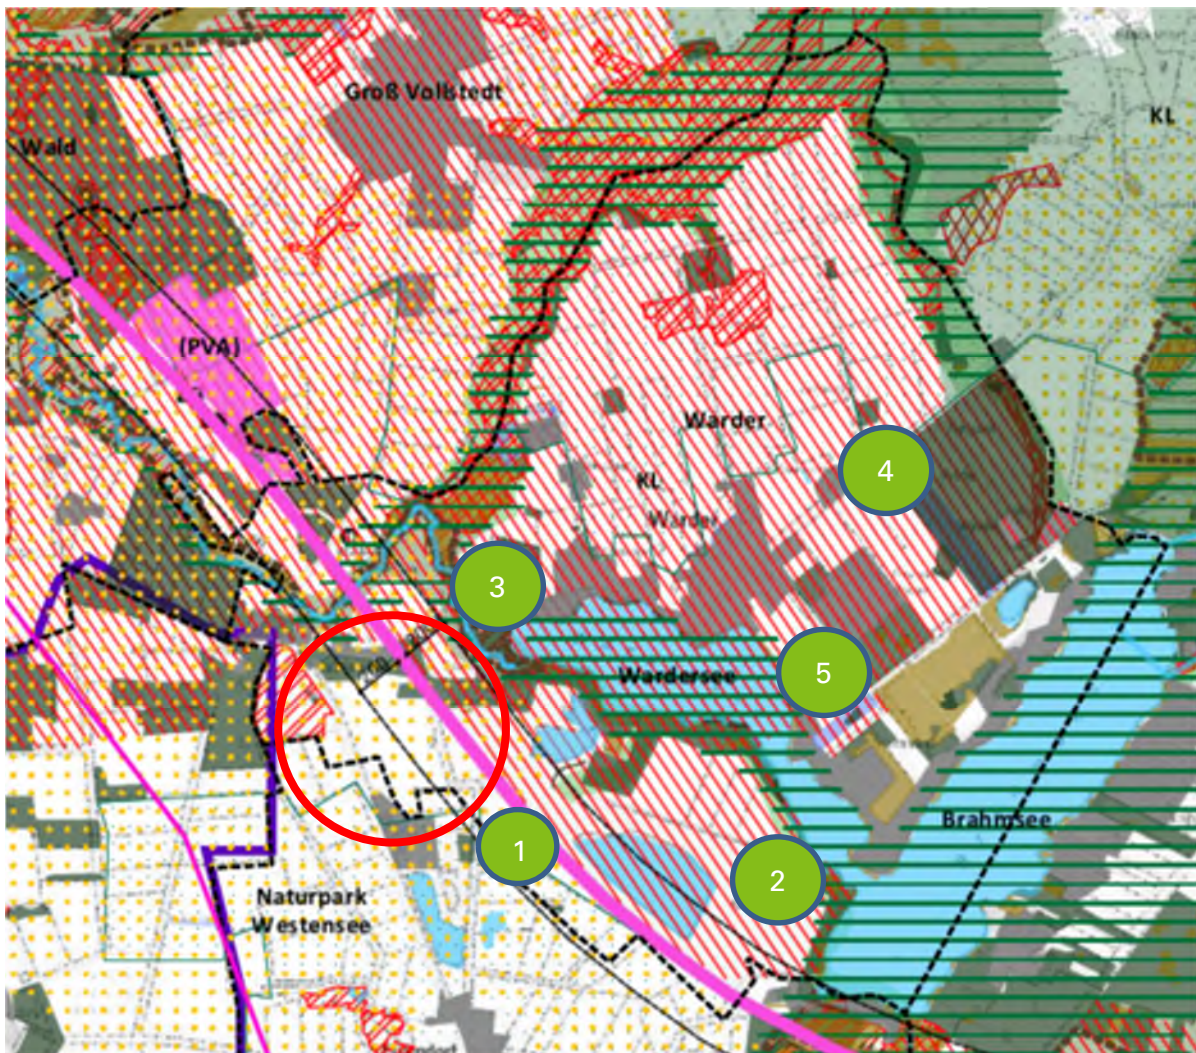 Groß Vollstedt
KL
Wald
(PVA)
Warder
4
KL
Warder
3
5
Wardersee
Brahmsee
1
2
Naturpark
Westensee